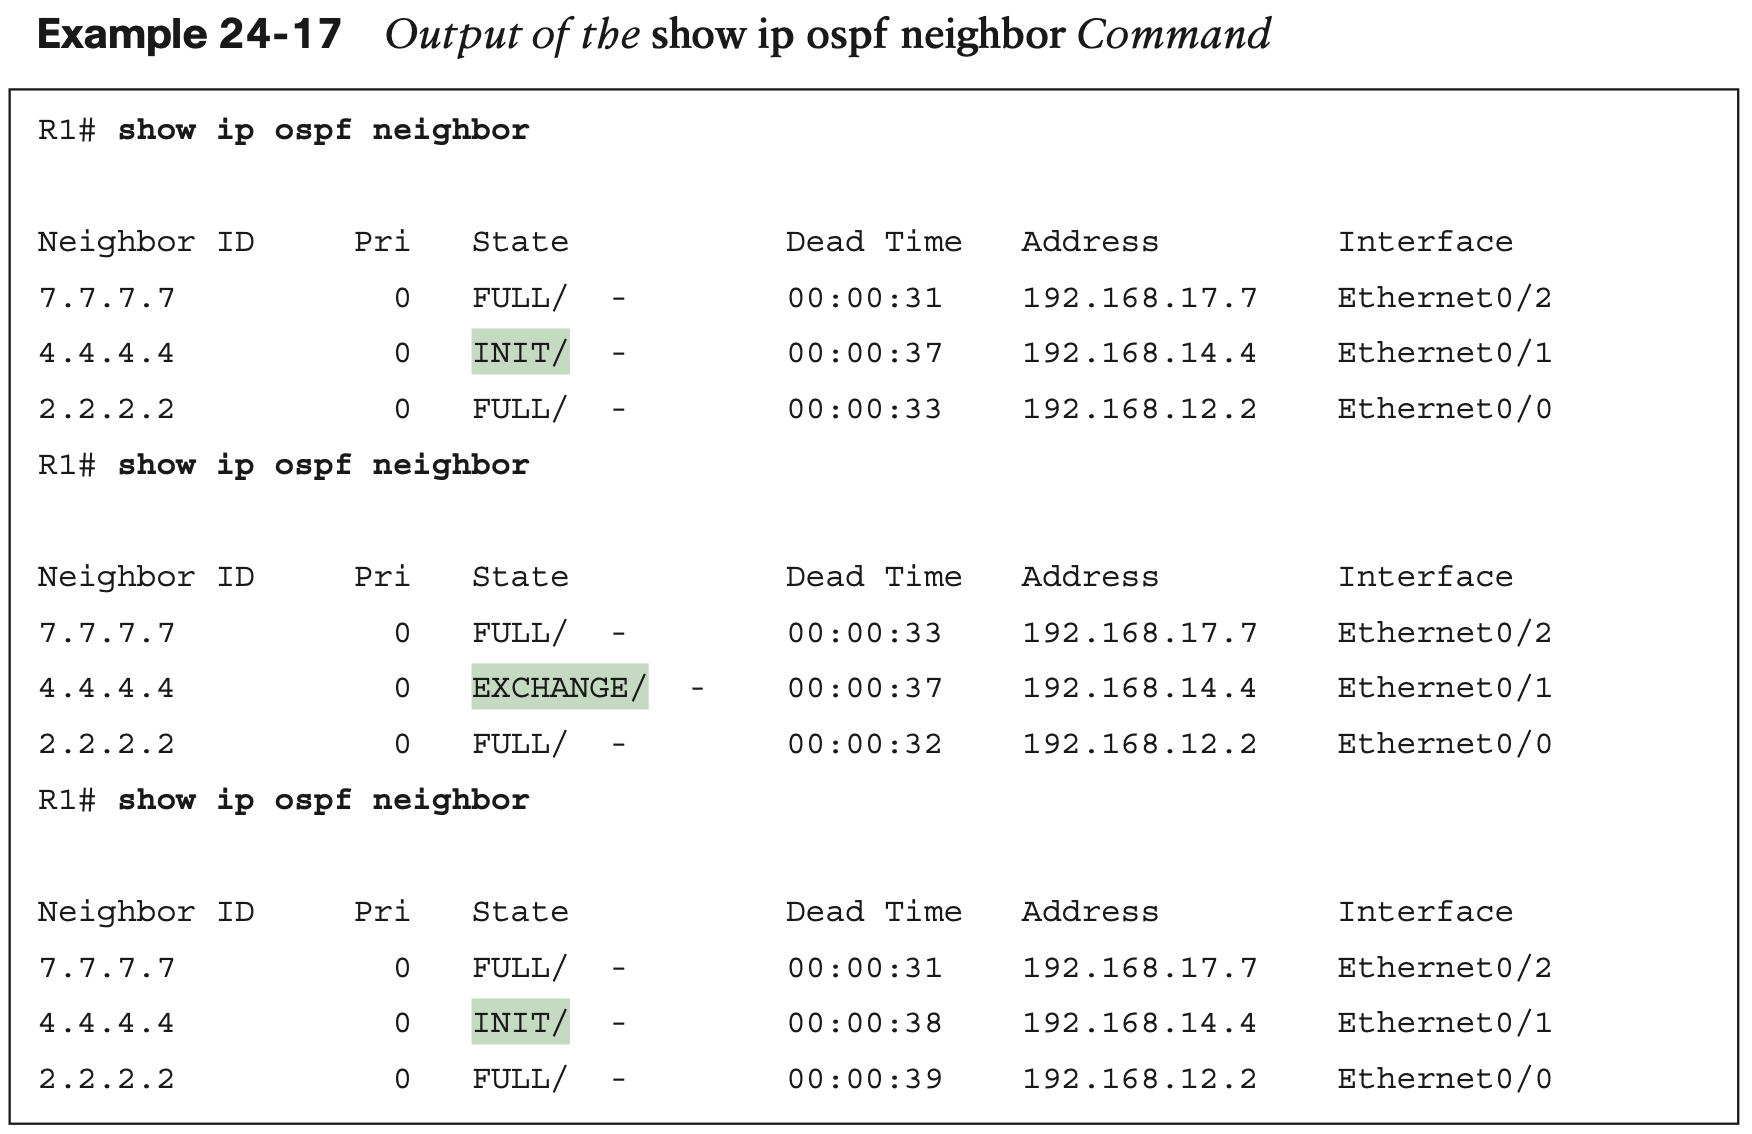 Example 24-17 Output of the show ip ospf neighbor Command
R1# show ip ospf neighbor
Neighbor ID Pri State Dead Time Address Interface
7.7.7.7 0 FULL/ - 00:00:31 192.168.17.7 Ethernet0/2
4.4.4.4 0 INIT/ - 00:00:37 192.168.14.4 Ethernet0/1
2.2.2.2 0 FULL/ - 00:00:33 192.168.12.2 Ethernet0/0
R1# show ip ospf neighbor
Neighbor ID Pri State Dead Time Address Interface
7.7.7.7 0 FULL/ - 00:00:33 192.168.17.7 Ethernet0/2
4.4.4.4 0 EXCHANGE/ - 00:00:37 192.168.14.4 Ethernet0/1
2.2.2.2 0 FULL/ - 00:00:32 192.168.12.2 Ethernet0/0
R1# show ip ospf neighbor
Neighbor ID Pri State Dead Time Address Interface
7.7.7.7 0 FULL/ - 00:00:31 192.168.17.7 Ethernet0/2
4.4.4.4 0 INIT/ - 00:00:38 192.168.14.4 Ethernet0/1
2.2.2.2 0 FULL/ - 00:00:39 192.168.12.2 Ethernet0/0